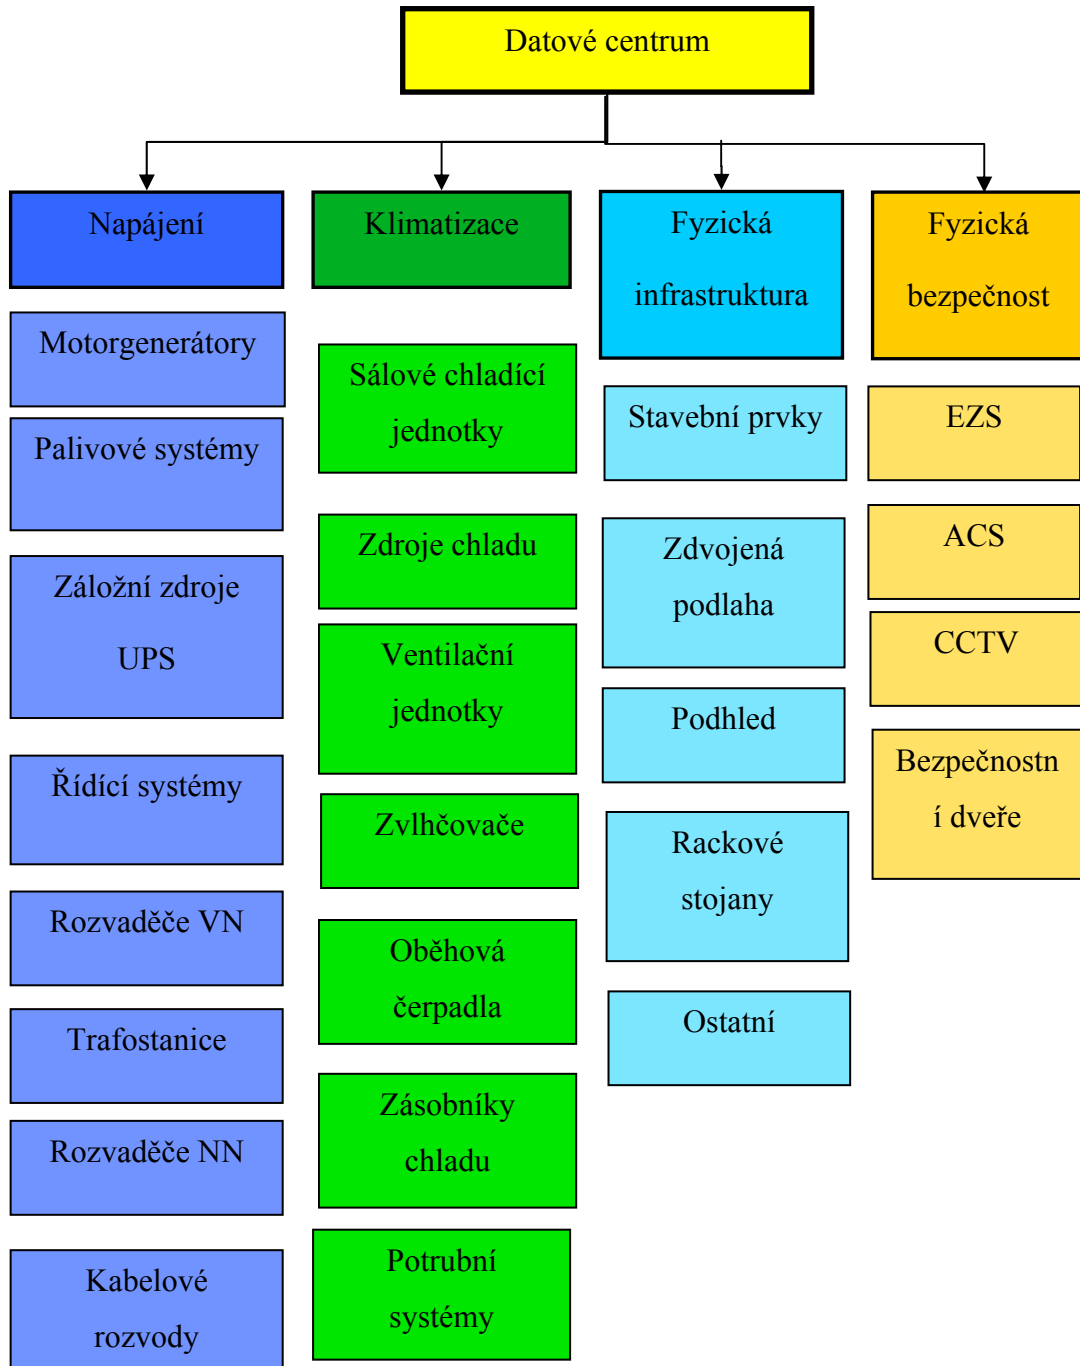 Datové centrum
Napájení
Motorgenerátory
Palivové systémy
Záložní zdroje
UPS
Řídící systémy
Rozvaděče VN
Trafostanice
Rozvaděče NN
Kabelové
rozvody
Klimatizace
Sálové chladící
jednotky
Zdroje chladu
Ventilační
jednotky
Zvlhčovače
Oběhová
čerpadla
Zásobníky
chladu
Potrubní
systémy
Fyzická
infrastruktura
Stavební prvky
Zdvojená
podlaha
Podhled
Rackové
stojany
Ostatní
Fyzická
bezpečnost
EZS
ACS
CCTV
Bezpečnostn
í dveře